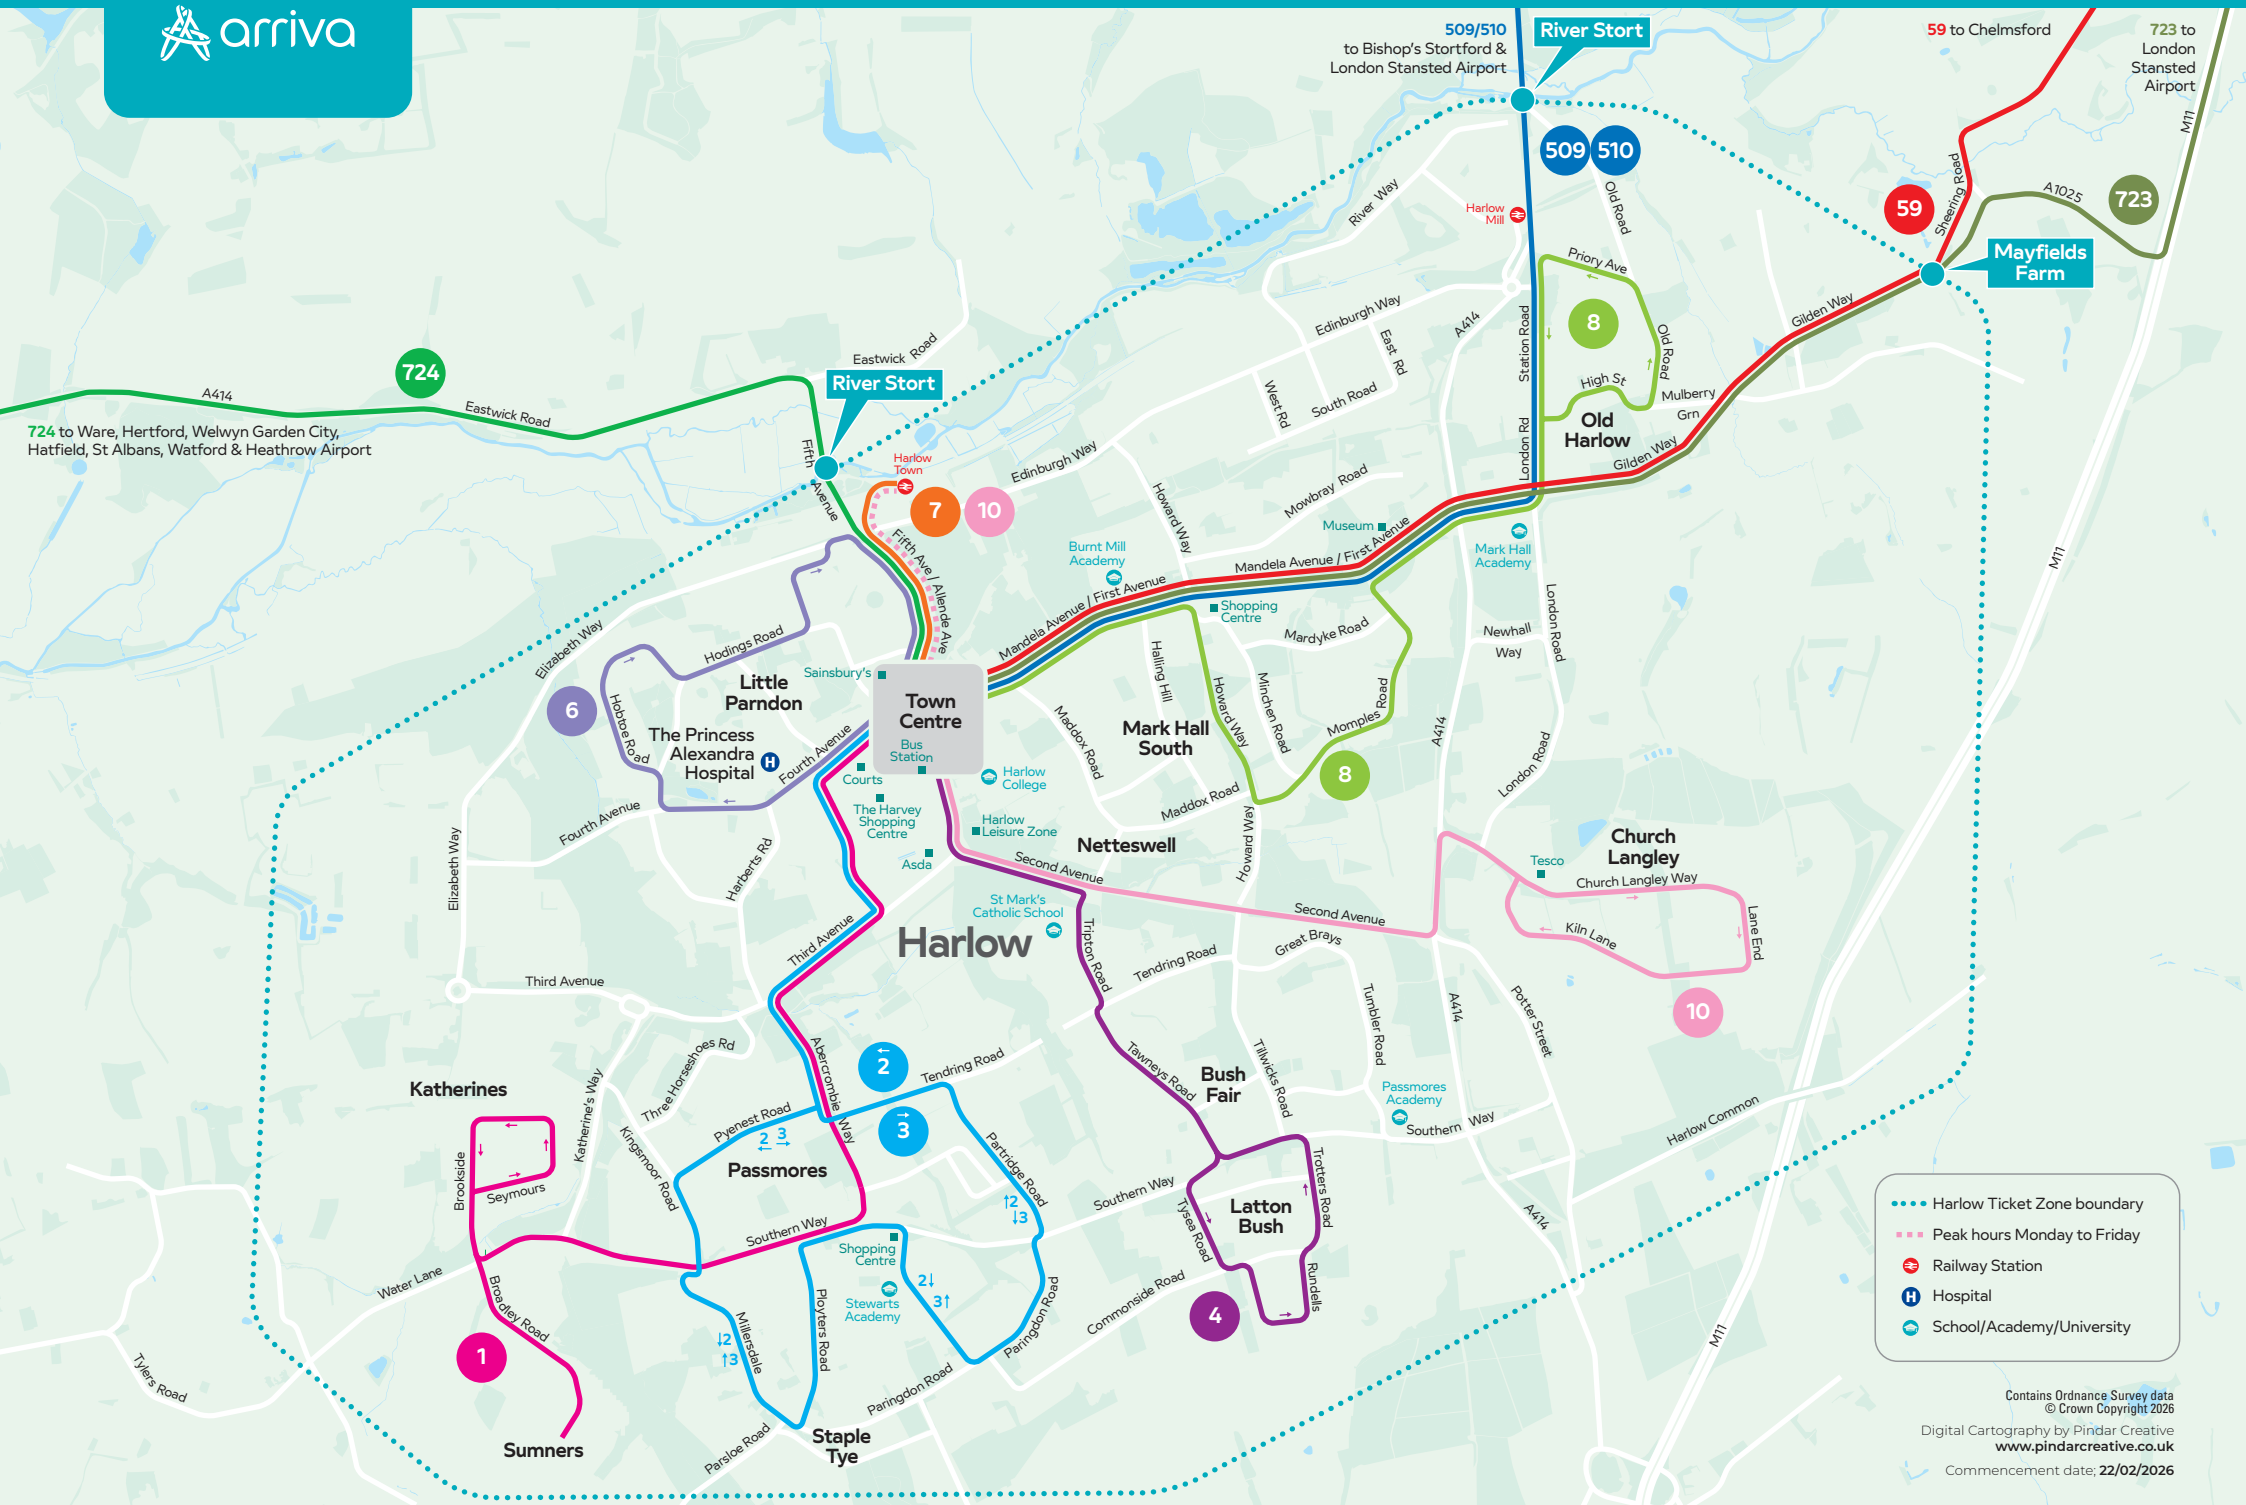 arriva
509/510
to Bishop's Stortford &
London Stansted Airport
River Stort
59 to Chelmsford
723 to
London
Stansted
Airport
M11
509
510
Old Road
River Way
Harlow
Mill
59
Sheering Road
A1025
723
Mayfields
Farm
Priory Ave
8
Edinburgh Way
East Rd
A414
Station Road
Old Road
Gilden Way
Eastwick Road
River Stort
724
A414
Eastwick Road
724 to Ware, Hertford, Welwyn Garden City,
Hatfield, St Albans, Watford & Heathrow Airport
West Rd
South Road
High St
Mulberry
Grn
Old
Harlow
London Rd
Gilden Way
Fifth
Avenue
Harlow
Town
7
10
Edinburgh Way
Howard Way
Mowbray Road
Museum
Mark Hall
Academy
Burnt Mill
Academy
Mandela Avenue / First Avenue
Mandela Avenue / First Avenue
Fifth Ave / Allende Ave
M11
London Road
Shopping
Centre
Mardyke Road
Newhall
Way
Elizabeth Way
Hodings Road
Sainsbury's
Little
Parndon
6
Hobtoe Road
The Princess
Alexandra
Hospital
H
Fourth Avenue
Town
Centre
Bus
Station
Courts
Harlow
College
The Harvey
Shopping
Centre
Harlow
Leisure Zone
Asda
Halling Hill
Howard Way
Minchen Road
Momples Road
Maddox Road
Mark Hall
South
Maddox Road
8
A414
London Road
Fourth Avenue
Elizabeth Way
Harberts Rd
Netteswell
Howard Way
Second Avenue
St Mark's
Catholic School
Second Avenue
Church
Langley
Tesco
Church Langley Way
Kiln Lane
Lane End
10
Harlow
Third Avenue
Third Avenue
Tripton Road
Tendring Road
Great Brays
Tumbler Road
A414
Potter Street
Abercrombie Way
2
3
Tendring Road
Three Horseshoes Rd
Katherines
Katherine's Way
Kingsmoor Road
Pyenest Road
2 3
Passmores
Tawneys Road
Bush
Fair
Tillwicks Road
Passmores
Academy
Southern Way
Harlow Common
Brookside
Seymours
Partridge Road
2
3
Southern Way
Southern Way
Tysea Road
Latton
Bush
Trotters Road
A414
Water Lane
Broadley Road
Shopping
Centre
Stewarts
Academy
2
3
Paringdon Road
Commonside Road
4
Rundells
Millersdale
2
3
Ployters Road
1
Tylers Road
Paringdon Road
Sumners
Parsloe Road
Staple
Tye
M11
Harlow Ticket Zone boundary
Peak hours Monday to Friday
Railway Station
H Hospital
School/Academy/University
Contains Ordnance Survey data
© Crown Copyright 2026
Digital Cartography by Pindar Creative
www.pindarcreative.co.uk
Commencement date; 22/02/2026